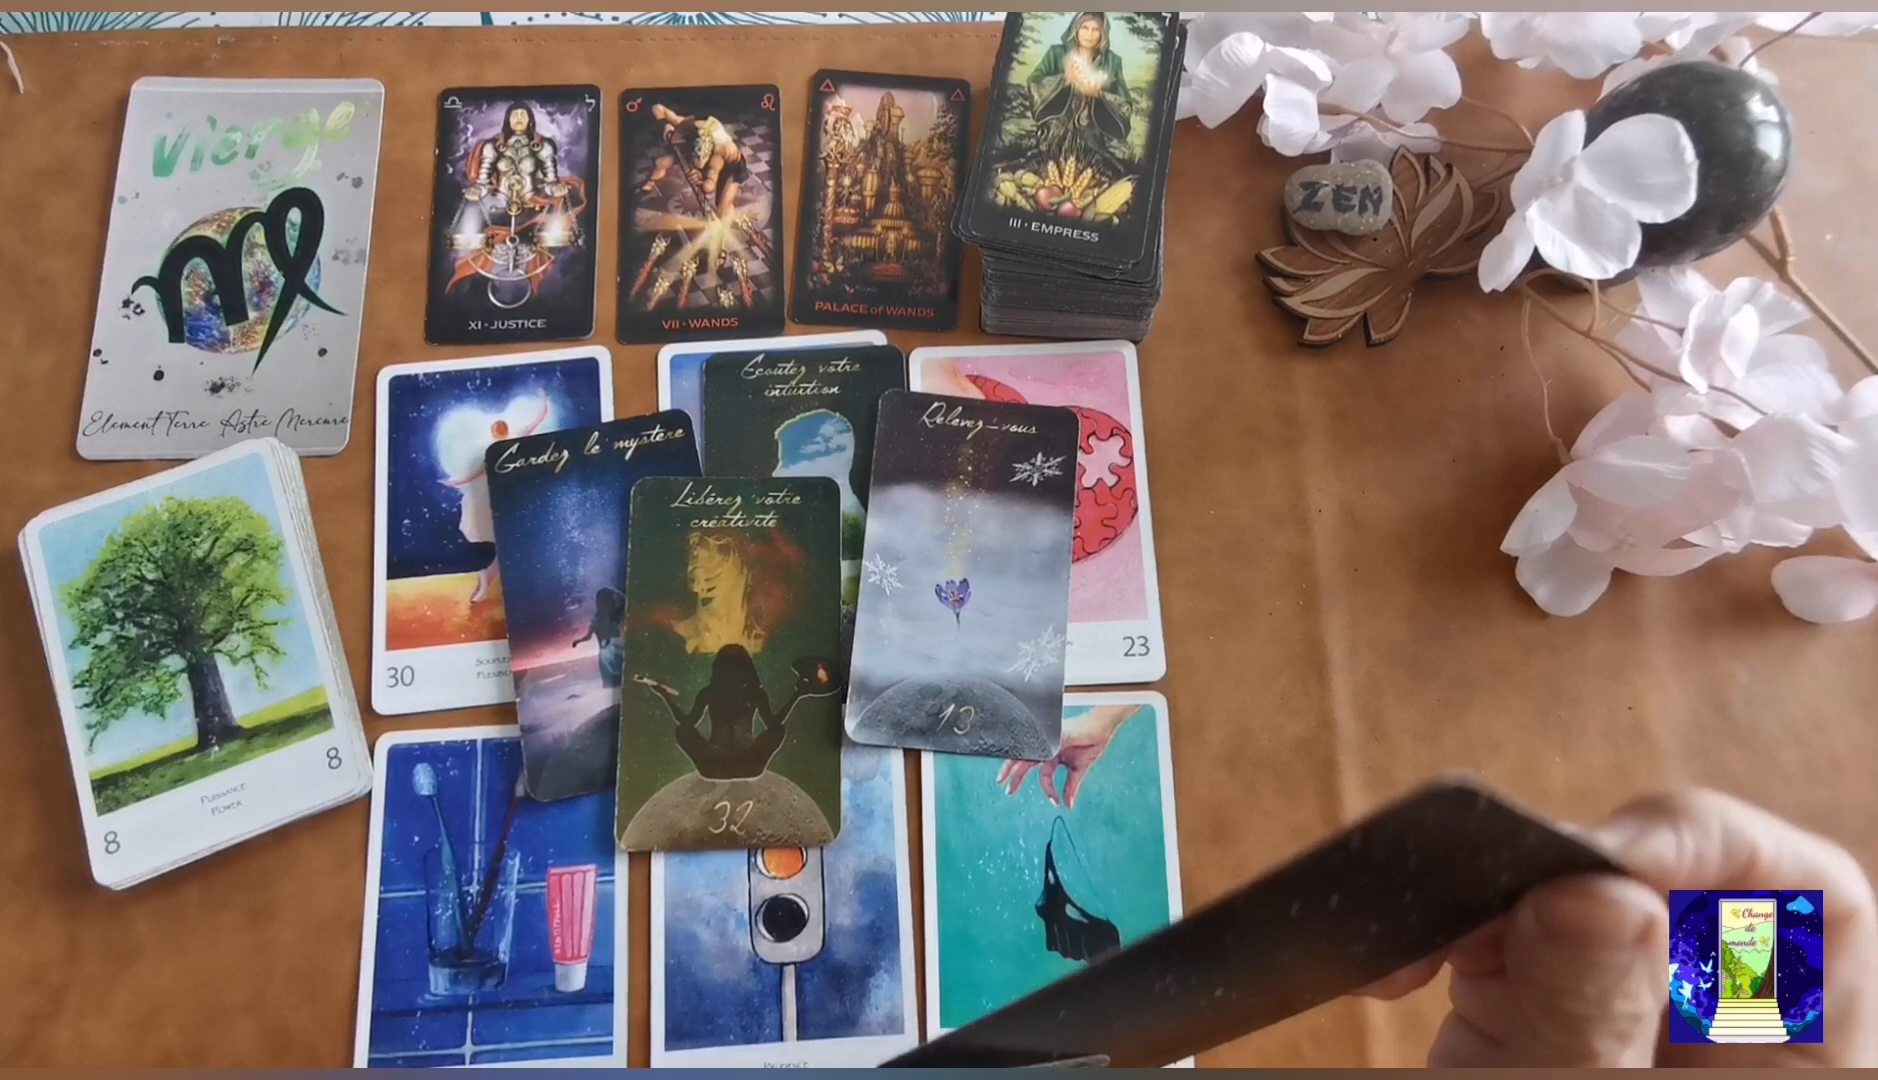 Vierge
Element Terre Astre Mercure
XI · JUSTICE
VII · WANDS
PALACE of WANDS
7
III · EMPRESS
ZEN
Ecoutez votre
intuition
Relevez-vous
13
Gardez le mystère
Libérez votre
créativité
32
30
23
8
PUISSANCE
POWER
8
Change
de
monde